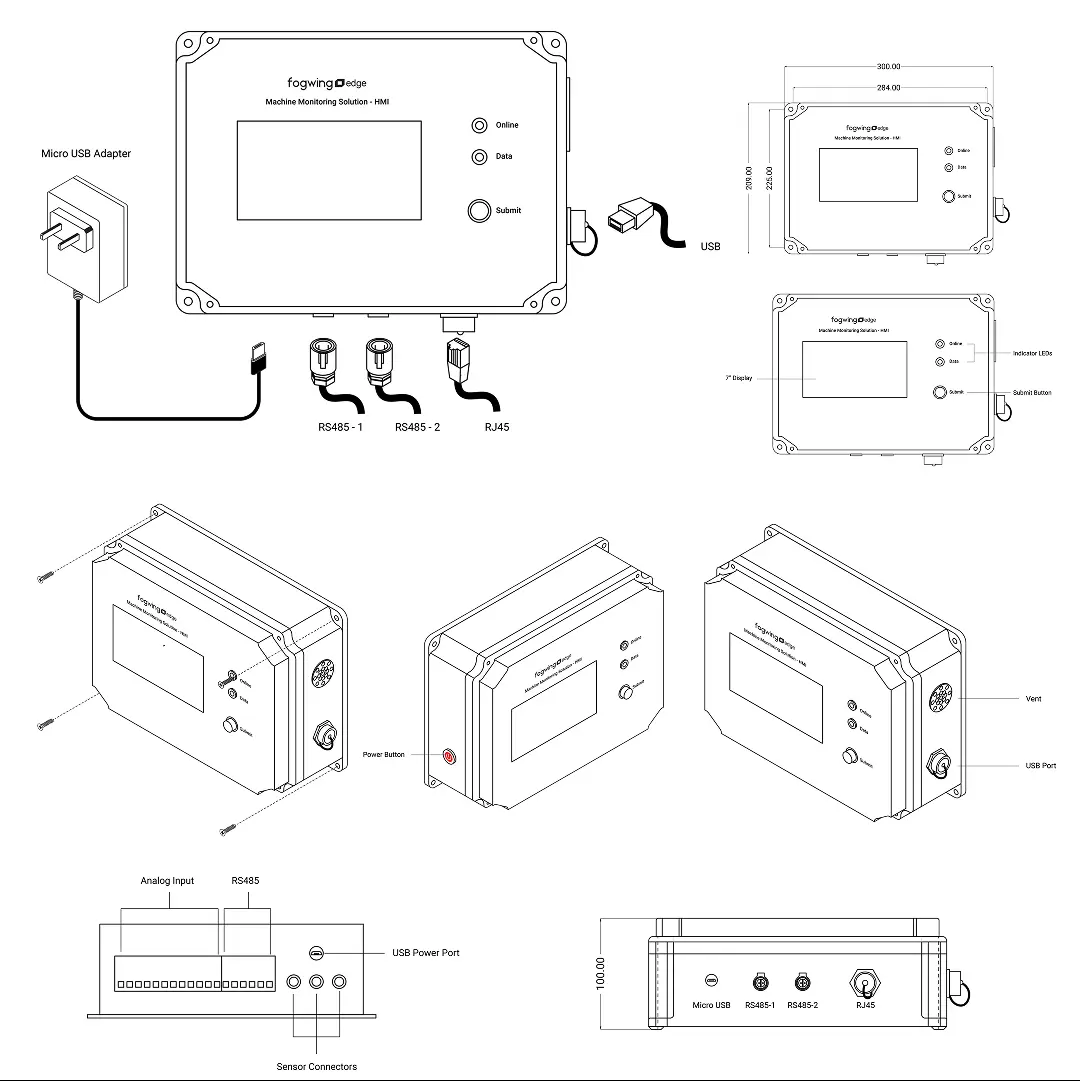 fogwing edge
Machine Monitoring Solution - HMI
Online
Data
Submit
Micro USB Adapter
USB
RS485 - 1
RS485 - 2
RJ45
300.00
284.00
209.00
225.00
fogwing edge
Machine Monitoring Solution - HMI
Online
Data
Submit
fogwing edge
Machine Monitoring Solution - HMI
Online
Data
Submit
7" Display
Indicator LEDs
Submit Button
fogwing edge
Machine Monitoring Solution - HMI
Online
Data
Submit
fogwing edge
Machine Monitoring Solution - HMI
Online
Data
Submit
Power Button
fogwing edge
Machine Monitoring Solution - HMI
Online
Data
Submit
Vent
USB Port
Analog Input
RS485
USB Power Port
Sensor Connectors
100.00
Micro USB
RS485-1
RS485-2
RJ45